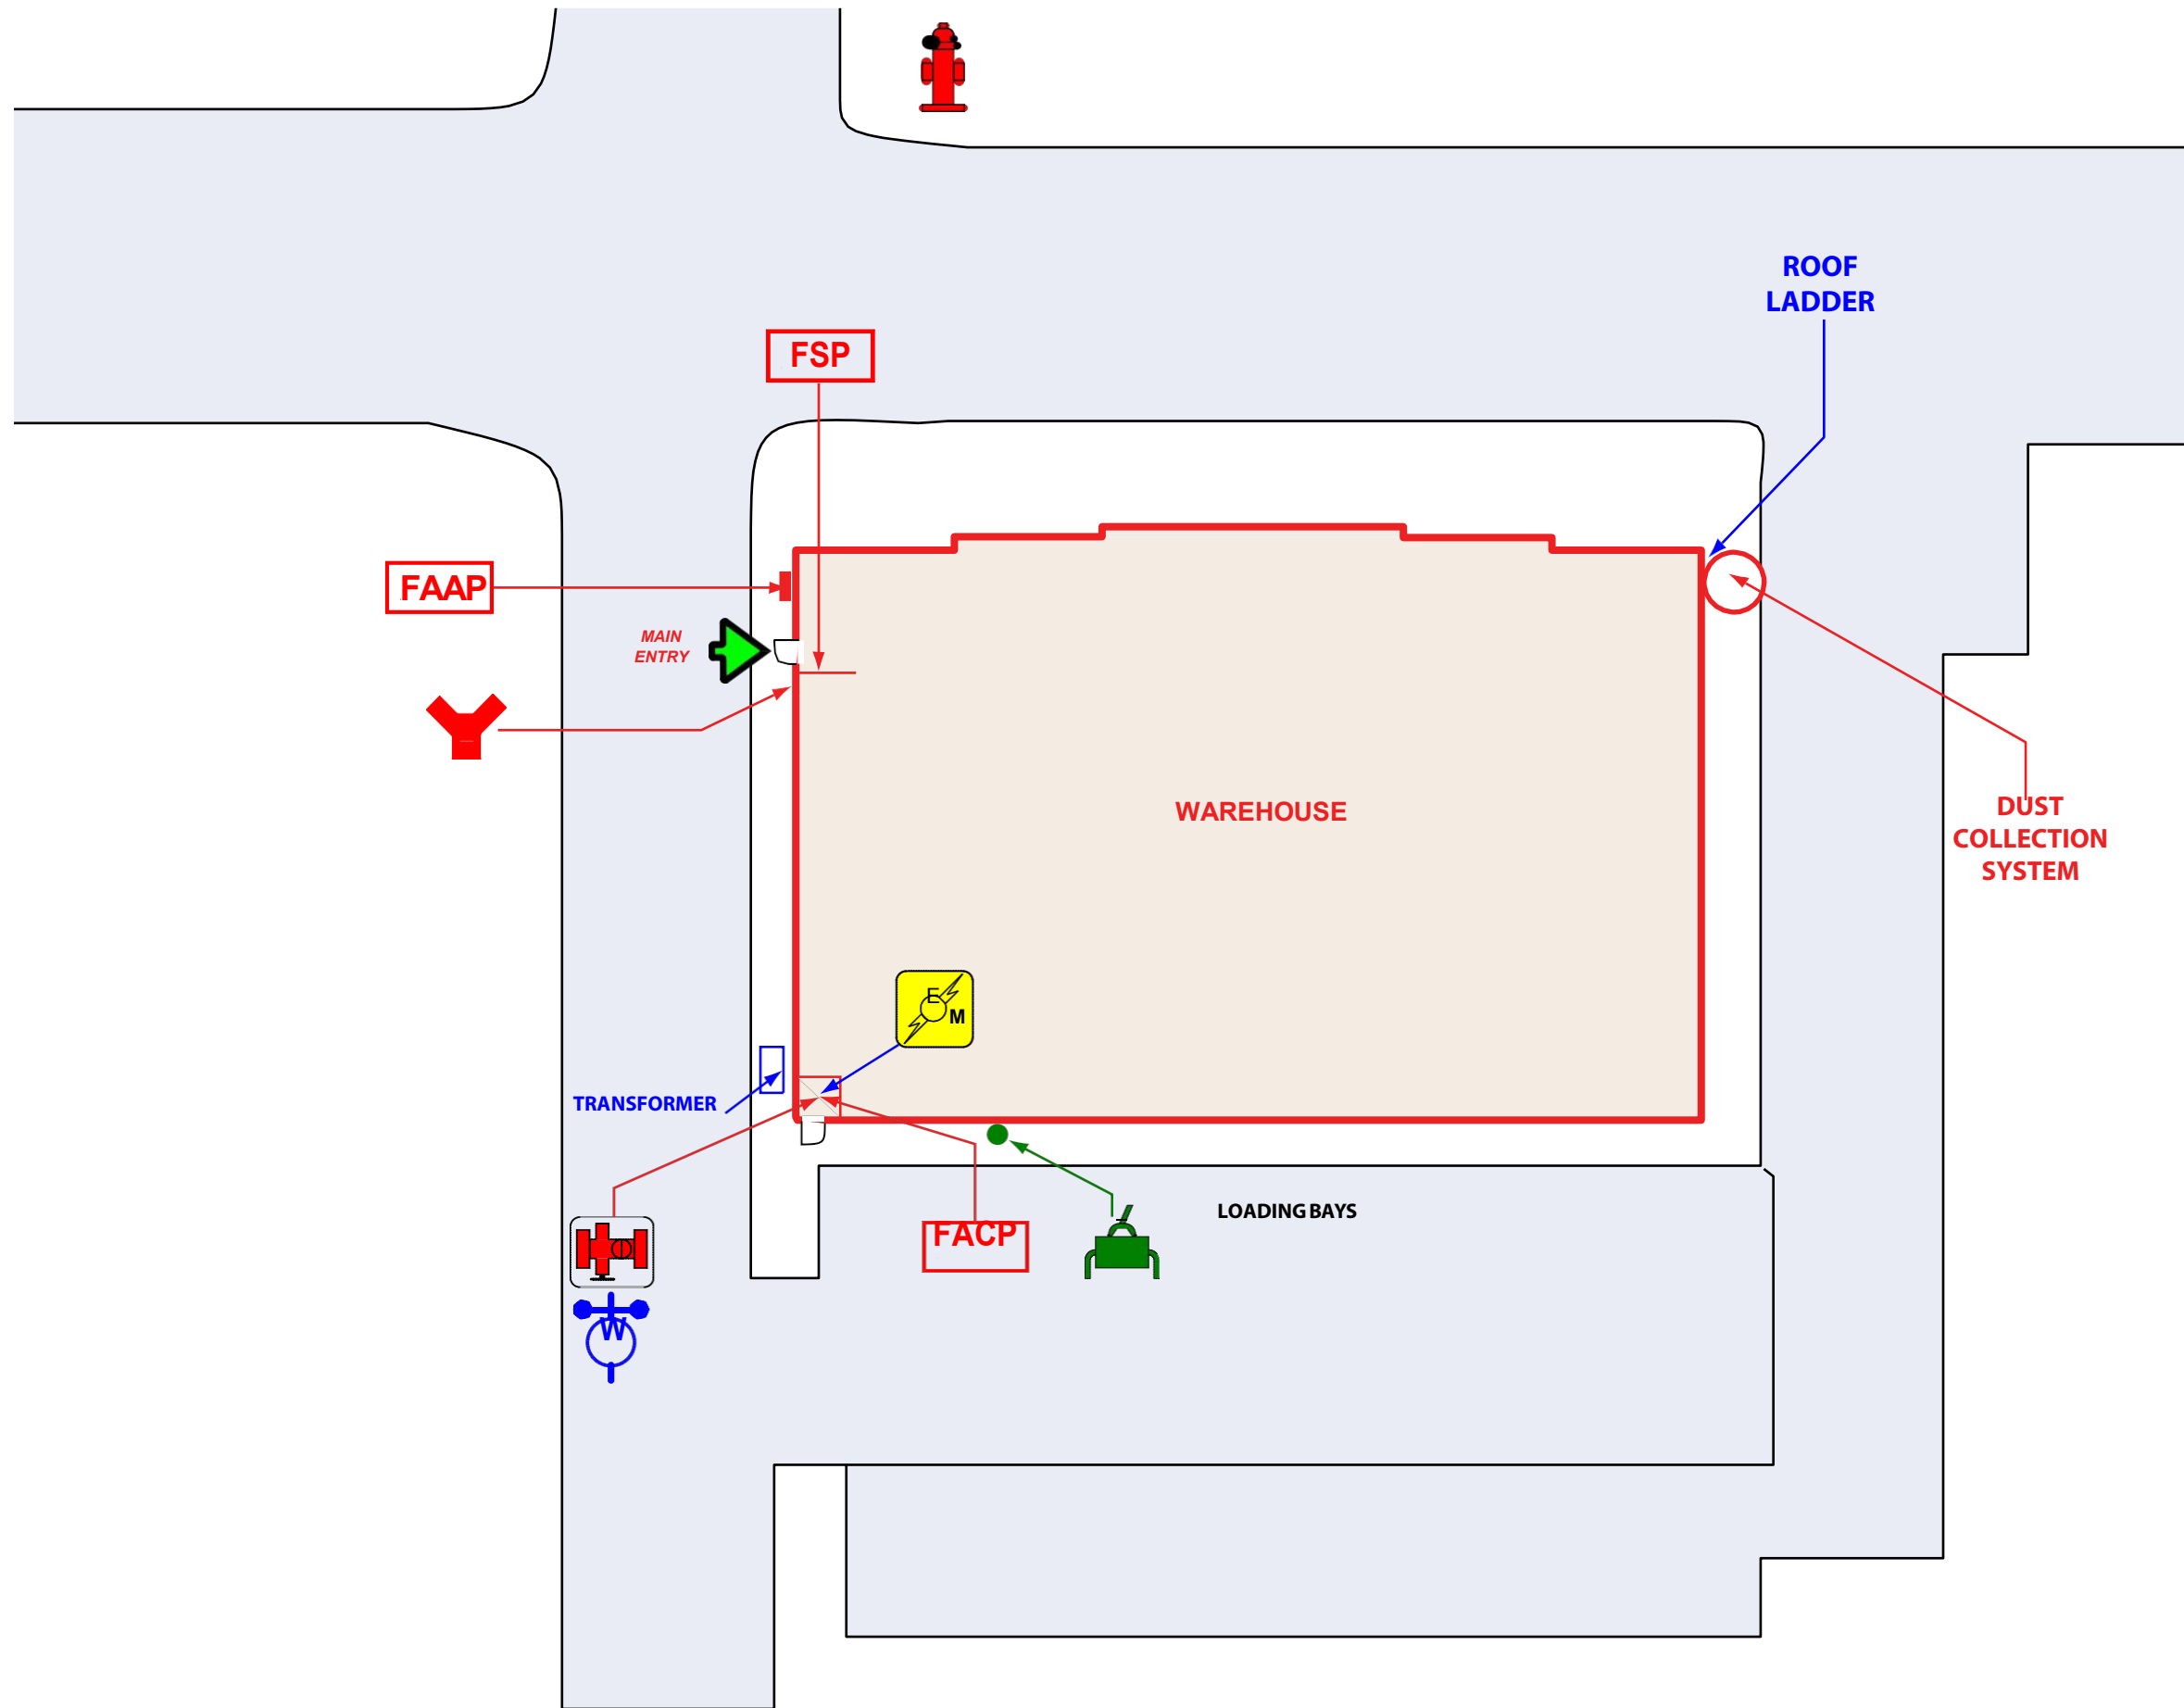 ROOF
LADDER
FSP
FAAP
MAIN
ENTRY
WAREHOUSE
DUST
COLLECTION
SYSTEM
E
M
TRANSFORMER
LOADING BAYS
FACP
W